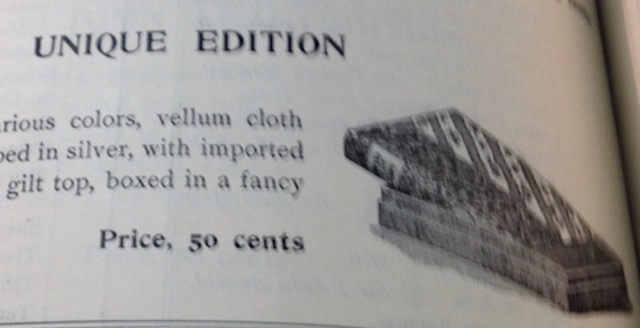 UNIQUE EDITION
rious colors, vellum cloth
ped in silver, with imported
gilt top, boxed in a fancy
Price, 50 cents